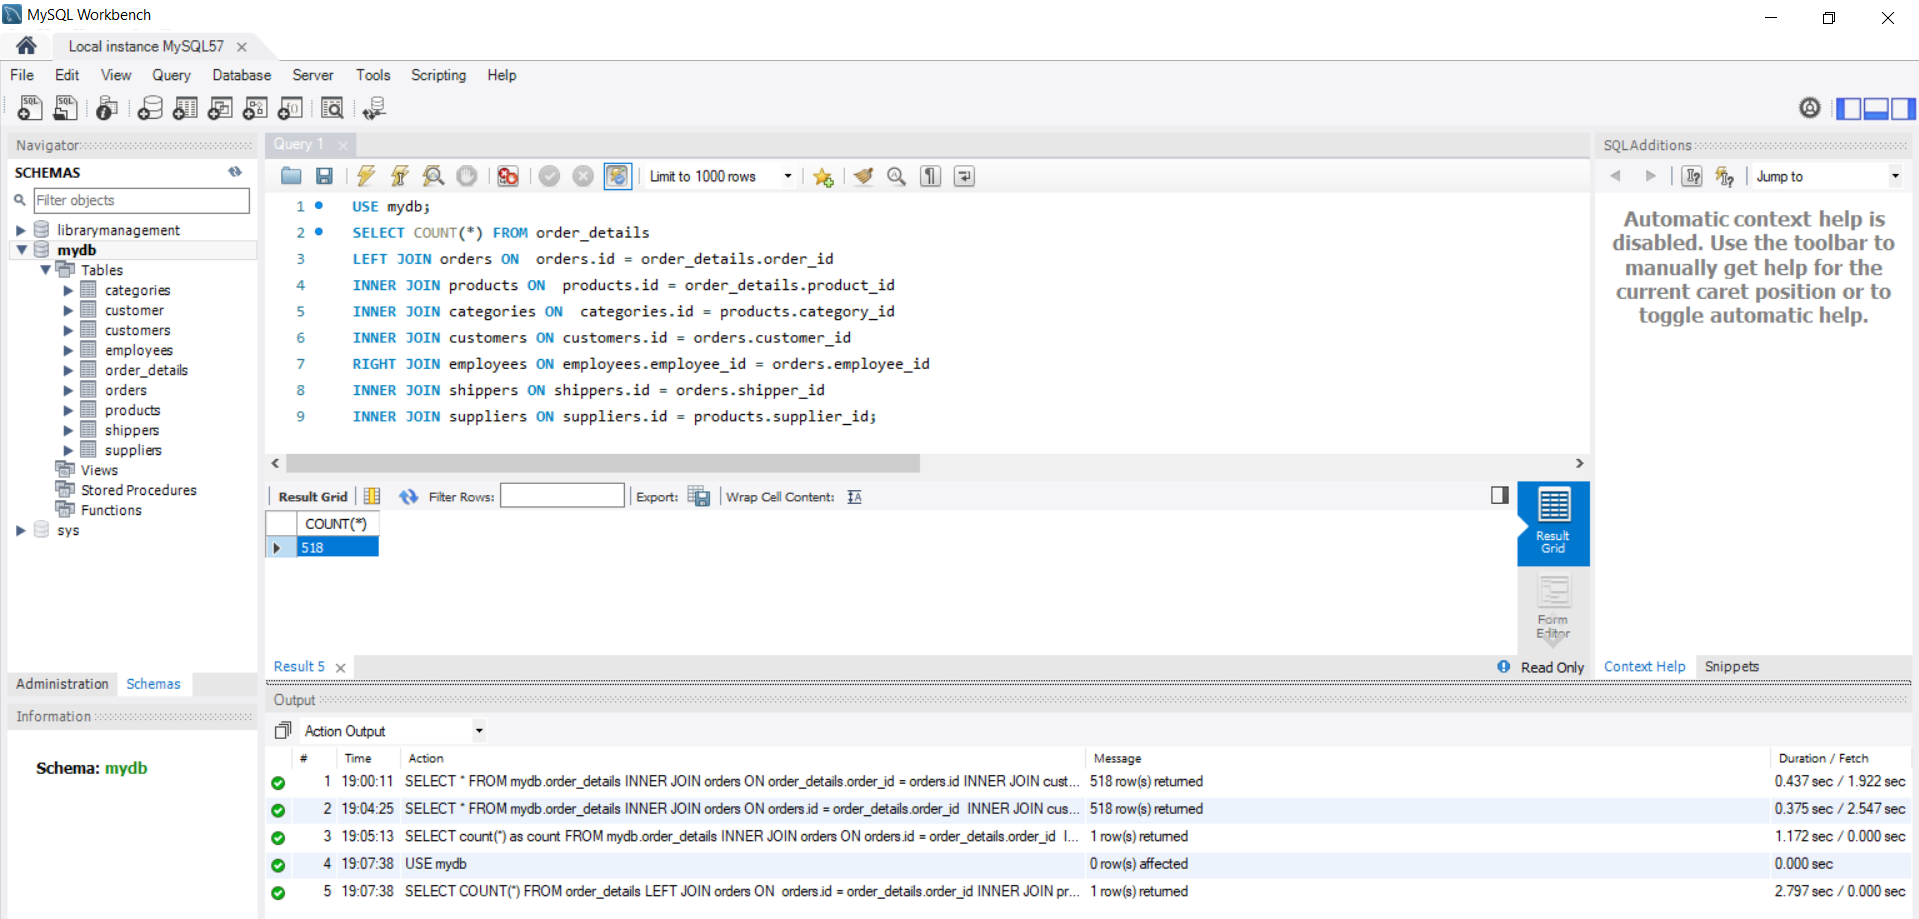 MySQL Workbench
Local instance MySQL57
File Edit View Query Database Server Tools Scripting Help
Navigator
SCHEMAS
Filter objects
librarymanagement
mydb
Tables
categories
customer
customers
employees
order_details
orders
products
shippers
suppliers
Views
Stored Procedures
Functions
sys
Administration Schemas
Information
Schema: mydb
Query 1
Limit to 1000 rows
1 USE mydb;
2 SELECT COUNT(*) FROM order_details
3 LEFT JOIN orders ON  orders.id = order_details.order_id
4 INNER JOIN products ON  products.id = order_details.product_id
5 INNER JOIN categories ON  categories.id = products.category_id
6 INNER JOIN customers ON customers.id = orders.customer_id
7 RIGHT JOIN employees ON employees.employee_id = orders.employee_id
8 INNER JOIN shippers ON shippers.id = orders.shipper_id
9 INNER JOIN suppliers ON suppliers.id = products.supplier_id;
Result Grid Filter Rows: Export: Wrap Cell Content:
COUNT(*)
518
Result
Grid
Form
Editor
Result 5
Read Only
SQLAdditions
Jump to
Automatic context help is
disabled. Use the toolbar to
manually get help for the
current caret position or to
toggle automatic help.
Context Help Snippets
Output
Action Output
# Time Action Message Duration / Fetch
1 19:00:11 SELECT * FROM mydb.order_details INNER JOIN orders ON order_details.order_id = orders.id INNER JOIN cust... 518 row(s) returned 0.437 sec / 1.922 sec
2 19:04:25 SELECT * FROM mydb.order_details INNER JOIN orders ON orders.id = order_details.order_id  INNER JOIN cus... 518 row(s) returned 0.375 sec / 2.547 sec
3 19:05:13 SELECT count(*) as count FROM mydb.order_details INNER JOIN orders ON orders.id = order_details.order_id  I... 1 row(s) returned 1.172 sec / 0.000 sec
4 19:07:38 USE mydb 0 row(s) affected 0.000 sec
5 19:07:38 SELECT COUNT(*) FROM order_details LEFT JOIN orders ON  orders.id = order_details.order_id INNER JOIN pr... 1 row(s) returned 2.797 sec / 0.000 sec